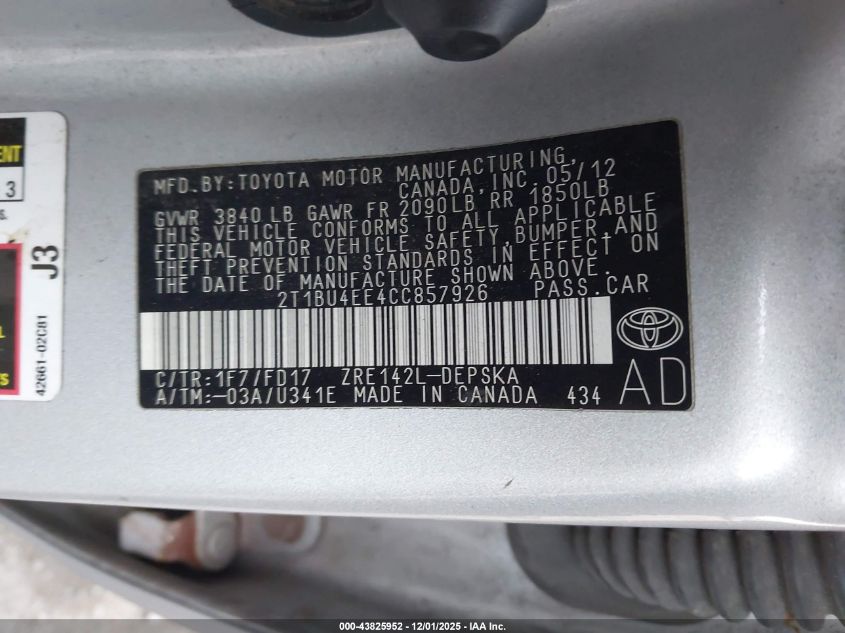 MFD.BY:TOYOTA MOTOR MANUFACTURING,
CANADA,INC. 05/12
GVWR 3840 LB GAWR FR 2090LB, RR 1850LB
THIS VEHICLE CONFORMS TO ALL APPLICABLE
FEDERAL MOTOR VEHICLE SAFETY,BUMPER,AND
THEFT PREVENTION STANDARDS IN EFFECT ON
THE DATE OF MANUFACTURE SHOWN ABOVE.
2T1BU4EE4CC857926 PASS.CAR
C/TR:1F7/FD17 ZRE142L-DEPSKA
A/TM:-03A/U341E MADE IN CANADA 434
AD
3
J3
42661-02C81
000-43825952 - 12/01/2025 - IAA Inc.